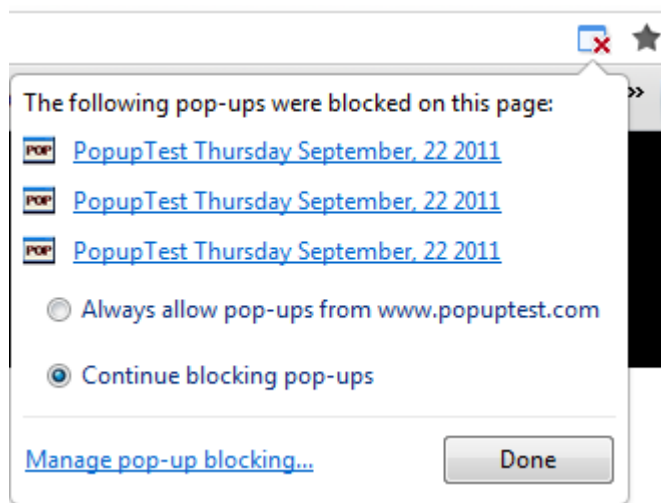 »
The following pop-ups were blocked on this page:
POP PopupTest Thursday September, 22 2011
POP PopupTest Thursday September, 22 2011
POP PopupTest Thursday September, 22 2011
Always allow pop-ups from www.popuptest.com
Continue blocking pop-ups
Manage pop-up blocking...
Done